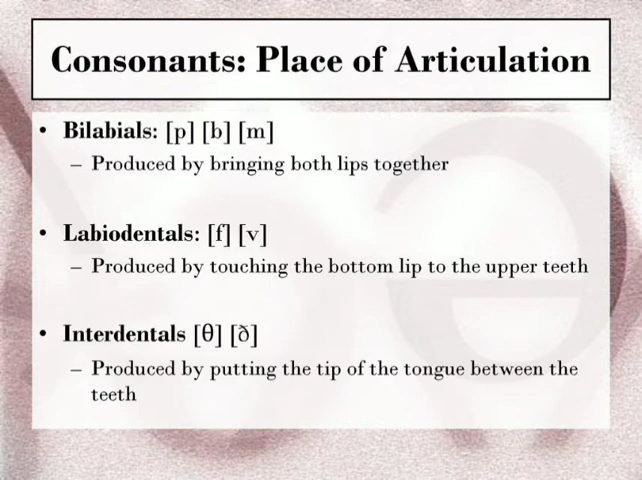 Consonants: Place of Articulation
• Bilabials: [p] [b] [m]
– Produced by bringing both lips together
• Labiodentals: [f] [v]
– Produced by touching the bottom lip to the upper teeth
• Interdentals [θ] [ð]
– Produced by putting the tip of the tongue between the
teeth